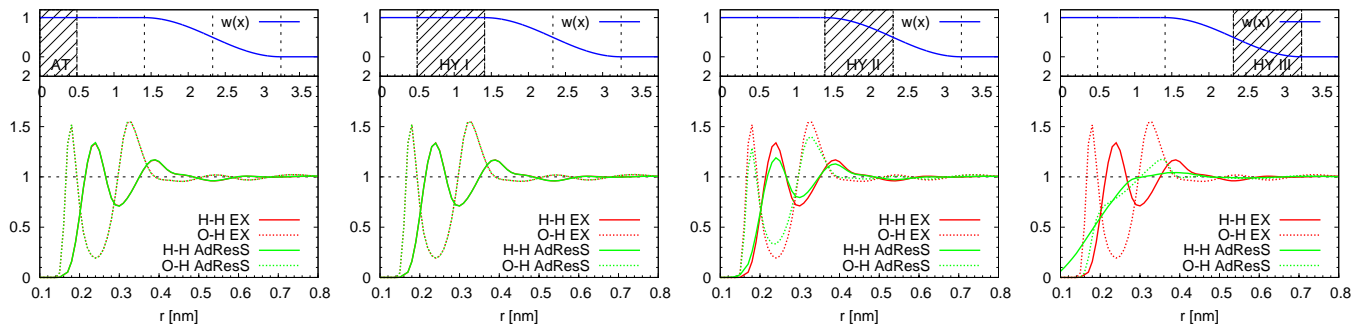 1
0
w(x)
AT
2
0 0.5 1 1.5 2 2.5 3 3.5
1.5
1
0.5
0
H-H EX
O-H EX
H-H AdResS
O-H AdResS
0.1 0.2 0.3 0.4 0.5 0.6 0.7 0.8
r [nm]
1
0
w(x)
HY I
2
0 0.5 1 1.5 2 2.5 3 3.5
1.5
1
0.5
0
H-H EX
O-H EX
H-H AdResS
O-H AdResS
0.1 0.2 0.3 0.4 0.5 0.6 0.7 0.8
r [nm]
1
0
w(x)
HY II
2
0 0.5 1 1.5 2 2.5 3 3.5
1.5
1
0.5
0
H-H EX
O-H EX
H-H AdResS
O-H AdResS
0.1 0.2 0.3 0.4 0.5 0.6 0.7 0.8
r [nm]
1
0
w(x)
HY III
2
0 0.5 1 1.5 2 2.5 3 3.5
1.5
1
0.5
0
H-H EX
O-H EX
H-H AdResS
O-H AdResS
0.1 0.2 0.3 0.4 0.5 0.6 0.7 0.8
r [nm]